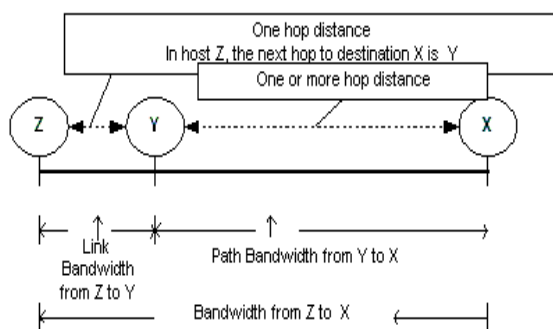 One hop distance
In host Z, the next hop to destination X is Y
One or more hop distance
Z
Y
X
Link
Bandwidth
from Z to Y
Path Bandwidth from Y to X
Bandwidth from Z to X